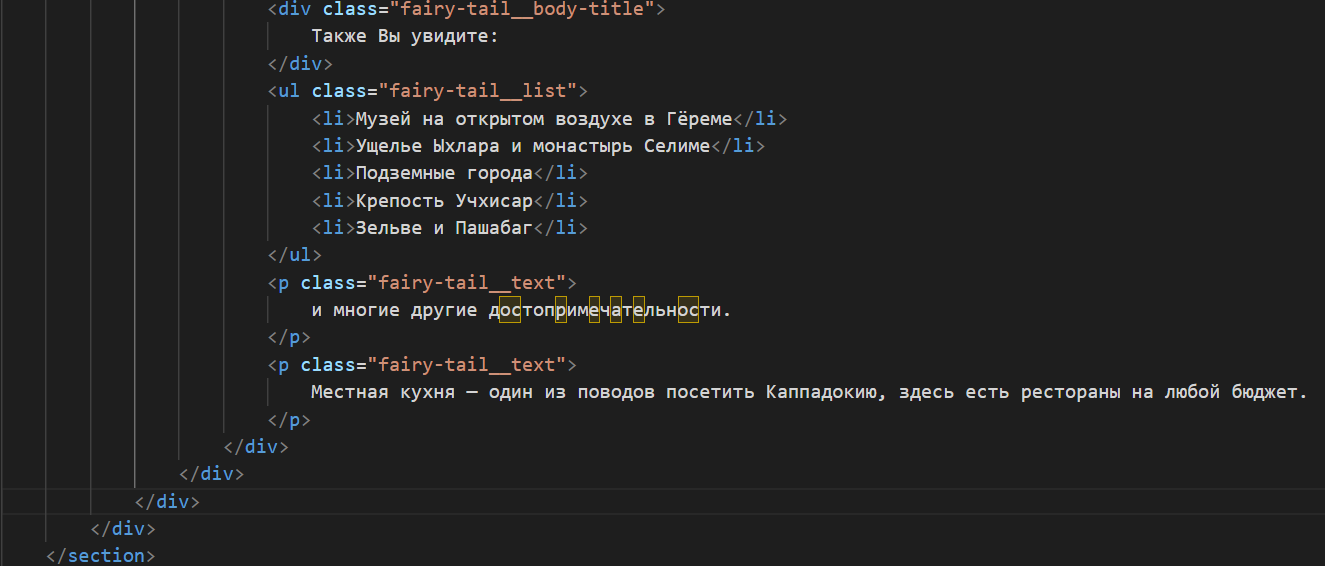 <div class="fairy-tail__body-title">
Также Вы увидите:
</div>
<ul class="fairy-tail__list">
<li>Музей на открытом воздухе в Гёреме</li>
<li>Ущелье Ыхлара и монастырь Селиме</li>
<li>Подземные города</li>
<li>Крепость Учхисар</li>
<li>Зельве и Пашабаг</li>
</ul>
<p class="fairy-tail__text">
и многие другие достопримечательности.
</p>
<p class="fairy-tail__text">
Местная кухня — один из поводов посетить Каппадокию, здесь есть рестораны на любой бюджет.
</p>
</div>
</div>
</div>
</div>
</section>